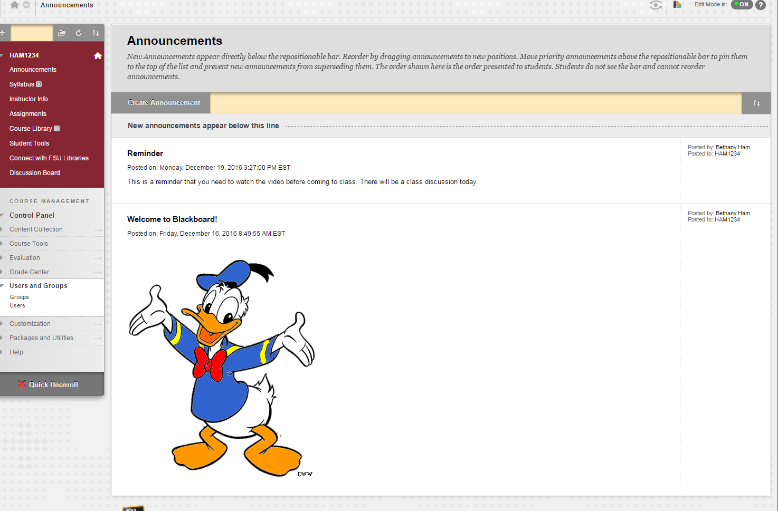 Announcements
Edit Mode is:
ON
?
HAM1234
Announcements
Syllabus
Instructor Info
Assignments
Course Library
Student Tools
Connect with FSU Libraries
Discussion Board
COURSE MANAGEMENT
Control Panel
Content Collection
Course Tools
Evaluation
Grade Center
Users and Groups
Groups
Users
Customization
Packages and Utilities
Help
Quick Unenroll
Announcements
New Announcements appear directly below the repositionable bar. Reorder by dragging announcements to new positions. Move priority announcements above the repositionable bar to pin them
to the top of the list and prevent new announcements from superseding them. The order shown here is the order presented to students. Students do not see the bar and cannot reorder
announcements.
Create Announcement
New announcements appear below this line
Reminder
Posted on: Monday, December 19, 2016 3:27:00 PM EST
This is a reminder that you need to watch the video before coming to class. There will be a class discussion today.
Posted by: Bethany Ham
Posted to: HAM1234
Welcome to Blackboard!
Posted on: Friday, December 16, 2016 8:49:55 AM EST
Posted by: Bethany Ham
Posted to: HAM1234